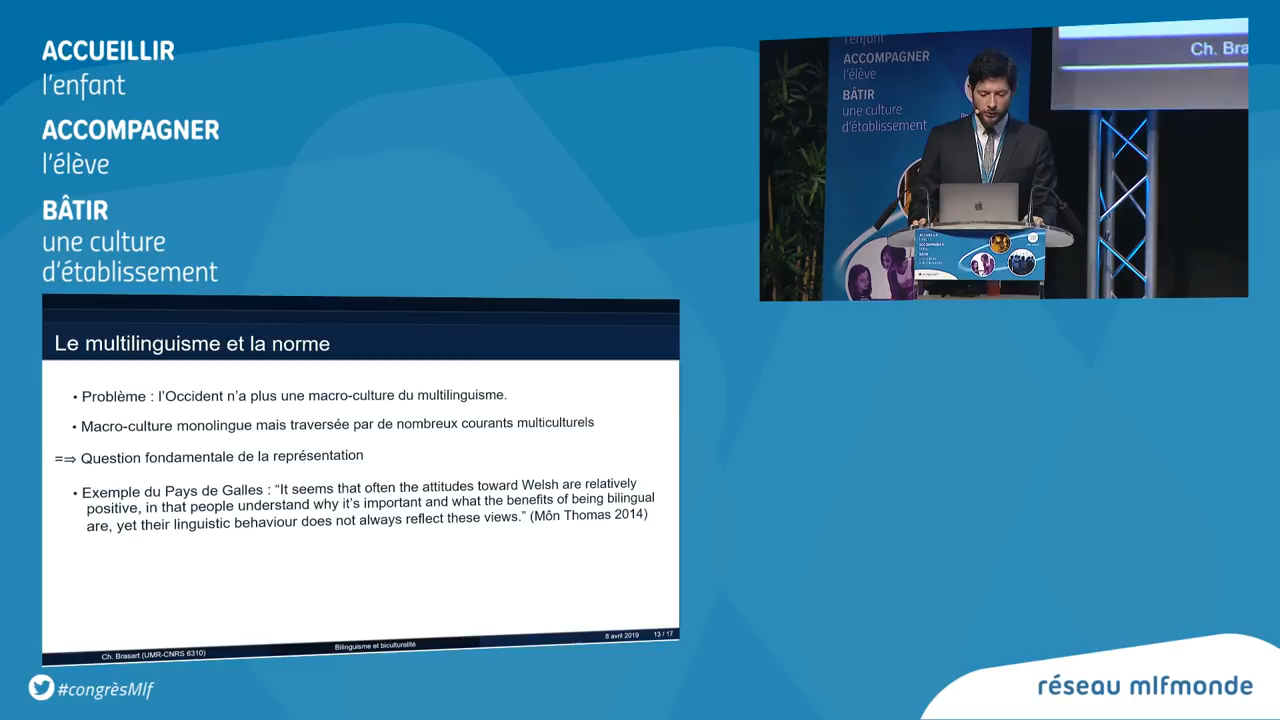 ACCUEILLIR
l'enfant
ACCOMPAGNER
l'élève
BÂTIR
une culture
d'établissement
l'enfant
ACCOMPAGNER
l'élève
BÂTIR
une culture
d'établissement
Ch. Bra
Le multilinguisme et la norme
• Problème : l'Occident n'a plus une macro-culture du multilinguisme.
• Macro-culture monolingue mais traversée par de nombreux courants multiculturels
=⇒ Question fondamentale de la représentation
• Exemple du Pays de Galles : “It seems that often the attitudes toward Welsh are relatively
positive, in that people understand why it's important and what the benefits of being bilingual
are, yet their linguistic behaviour does not always reflect these views.” (Môn Thomas 2014)
Ch. Brasart (UMR-CNRS 6310)
Bilinguisme et biculturalité
8 avril 2019
13 / 17
#congrèsMlf
réseau mlfmonde